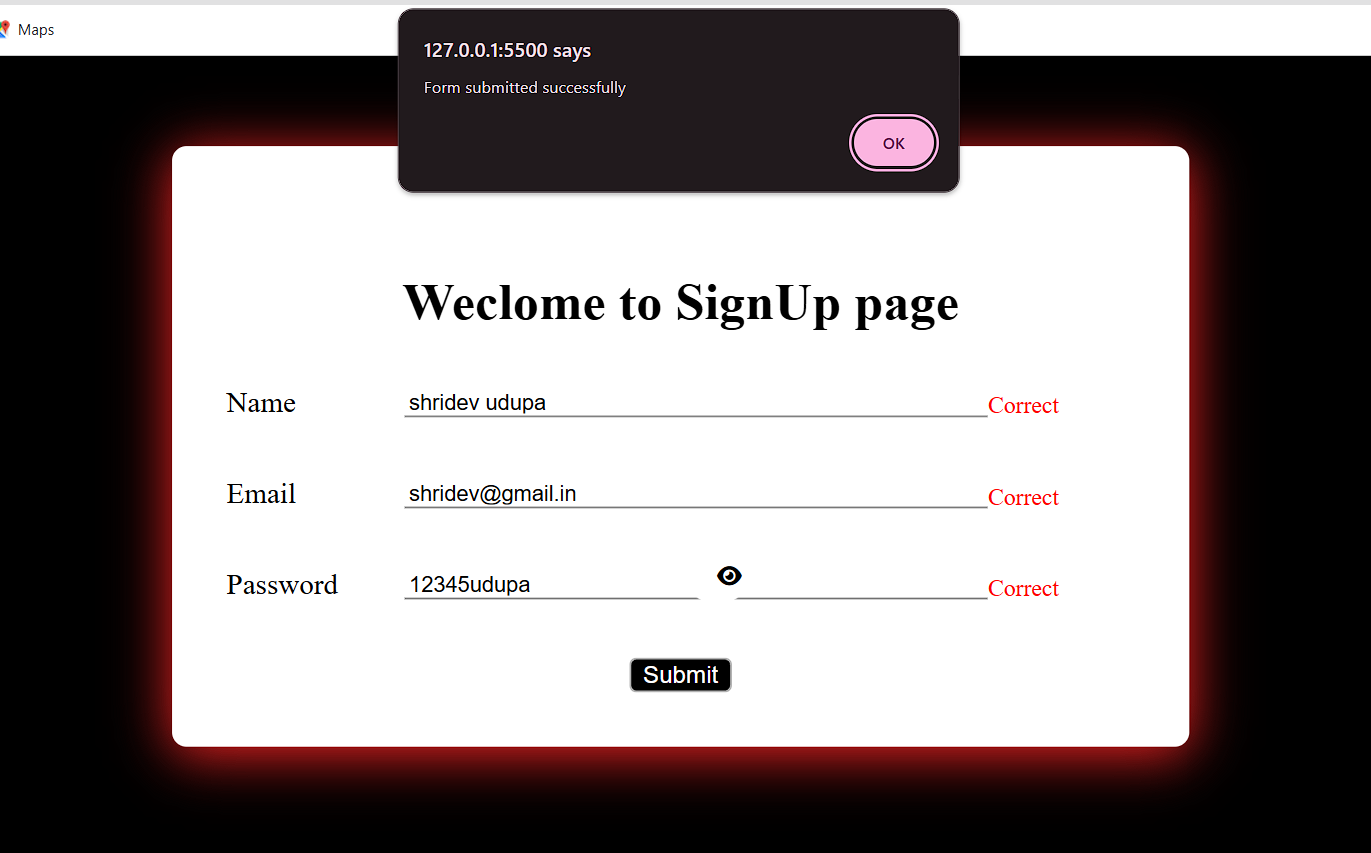 Maps
127.0.0.1:5500 says
Form submitted successfully
OK
Weclome to SignUp page
Name shridev udupa Correct
Email shridev@gmail.in Correct
Password 12345udupa Correct
Submit